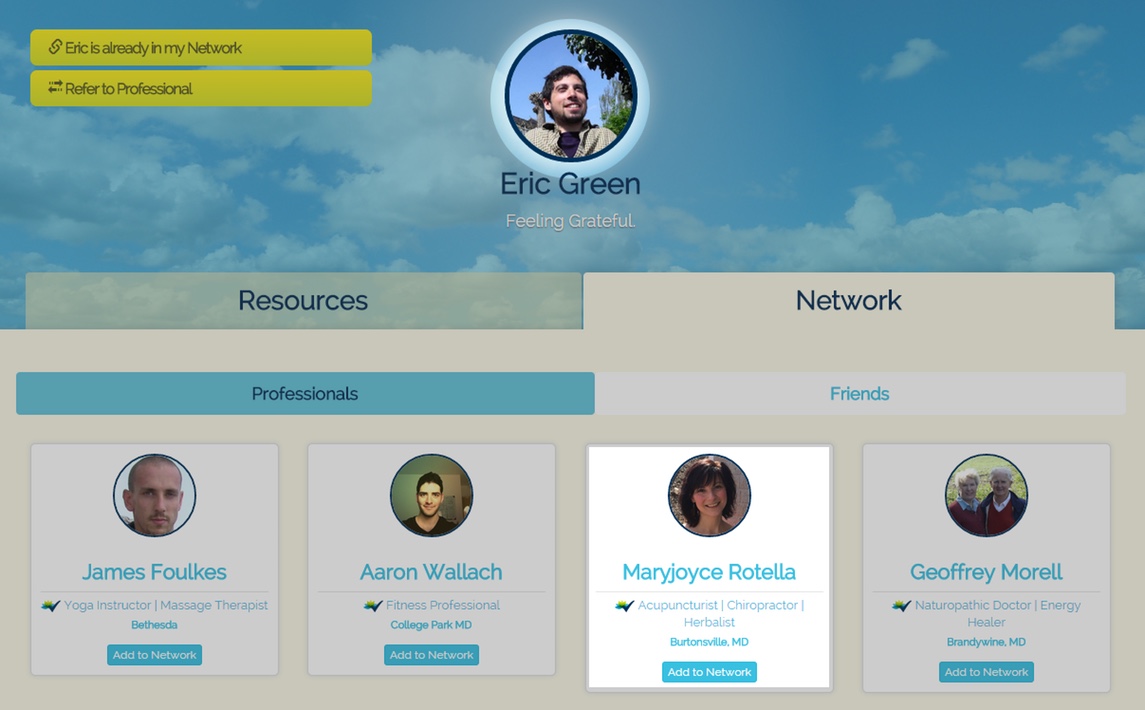 Eric is already in my Network
Refer to Professional
Eric Green
Feeling Grateful.
Resources
Network
Professionals
Friends
James Foulkes
Yoga Instructor | Massage Therapist
Bethesda
Add to Network
Aaron Wallach
Fitness Professional
College Park MD
Add to Network
Maryjoyce Rotella
Acupuncturist | Chiropractor |
Herbalist
Burtonsville, MD
Add to Network
Geoffrey Morell
Naturopathic Doctor | Energy
Healer
Brandywine, MD
Add to Network